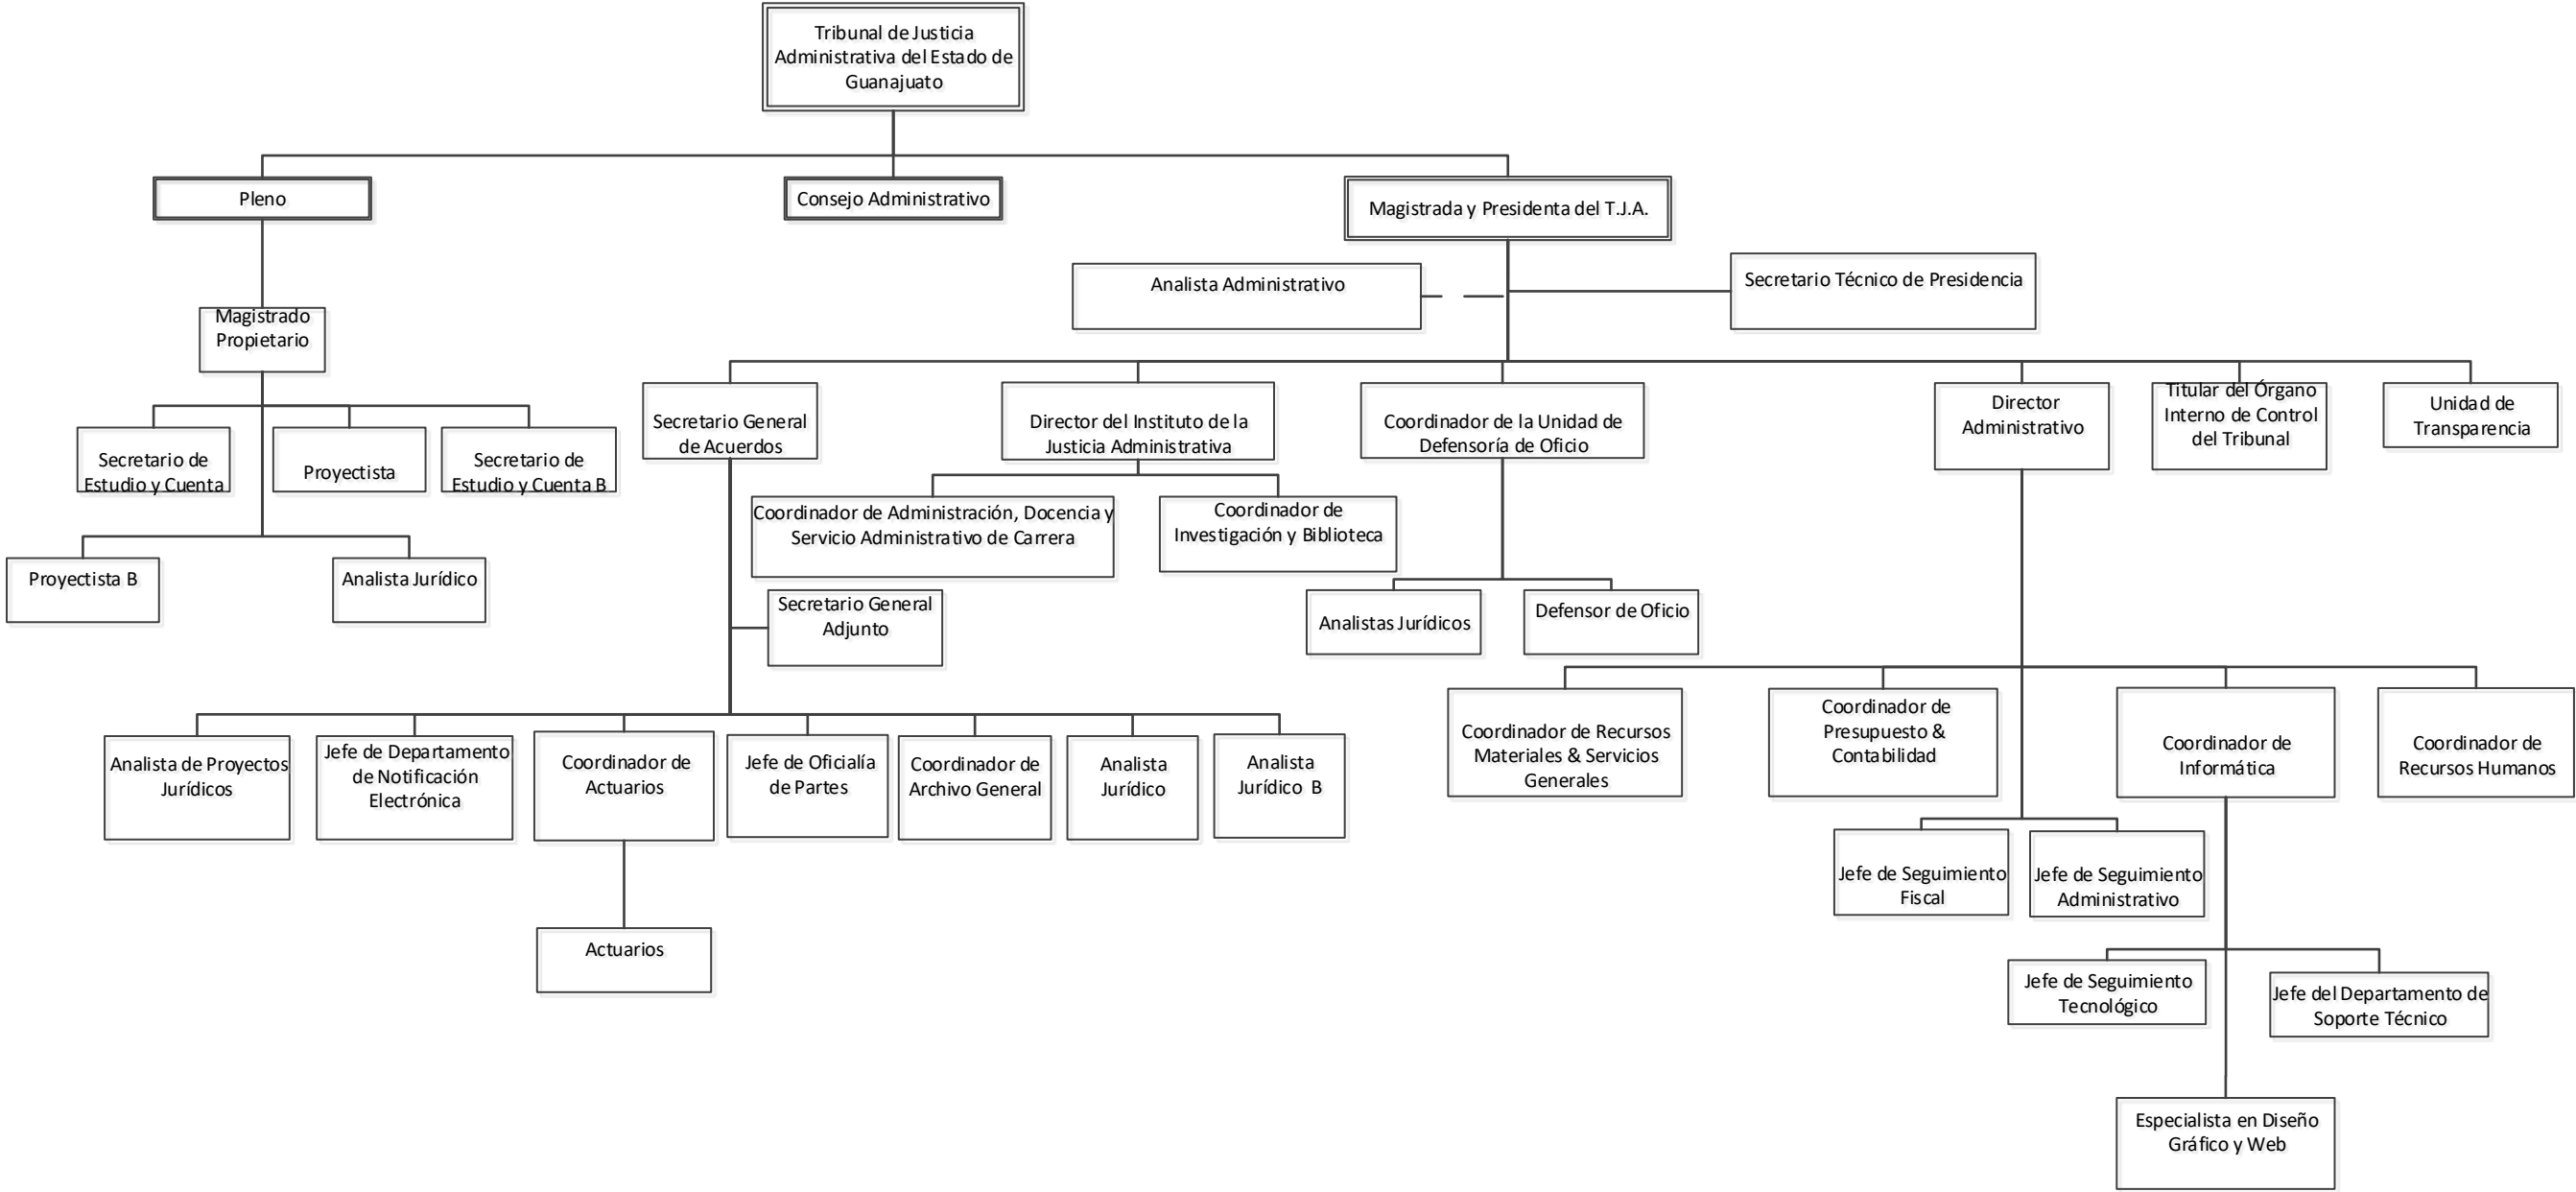 Tribunal de Justicia
Administrativa del Estado de
Guanajuato
Pleno
Consejo Administrativo
Magistrada y Presidenta del T.J.A.
Analista Administrativo
Secretario Técnico de Presidencia
Magistrado
Propietario
Secretario General
de Acuerdos
Director del Instituto de la
Justicia Administrativa
Coordinador de la Unidad de
Defensoría de Oficio
Director
Administrativo
Titular del Órgano
Interno de Control
del Tribunal
Unidad de
Transparencia
Secretario de
Estudio y Cuenta
Proyectista
Secretario de
Estudio y Cuenta B
Coordinador de Administración, Docencia y
Servicio Administrativo de Carrera
Coordinador de
Investigación y Biblioteca
Proyectista B
Analista Jurídico
Secretario General
Adjunto
Analistas Jurídicos
Defensor de Oficio
Coordinador de Recursos
Materiales & Servicios
Generales
Coordinador de
Presupuesto &
Contabilidad
Coordinador de
Informática
Coordinador de
Recursos Humanos
Analista de Proyectos
Jurídicos
Jefe de Departamento
de Notificación
Electrónica
Coordinador de
Actuarios
Jefe de Oficialía
de Partes
Coordinador de
Archivo General
Analista
Jurídico
Analista
Jurídico B
Jefe de Seguimiento
Fiscal
Jefe de Seguimiento
Administrativo
Actuarios
Jefe de Seguimiento
Tecnológico
Jefe del Departamento de
Soporte Técnico
Especialista en Diseño
Gráfico y Web